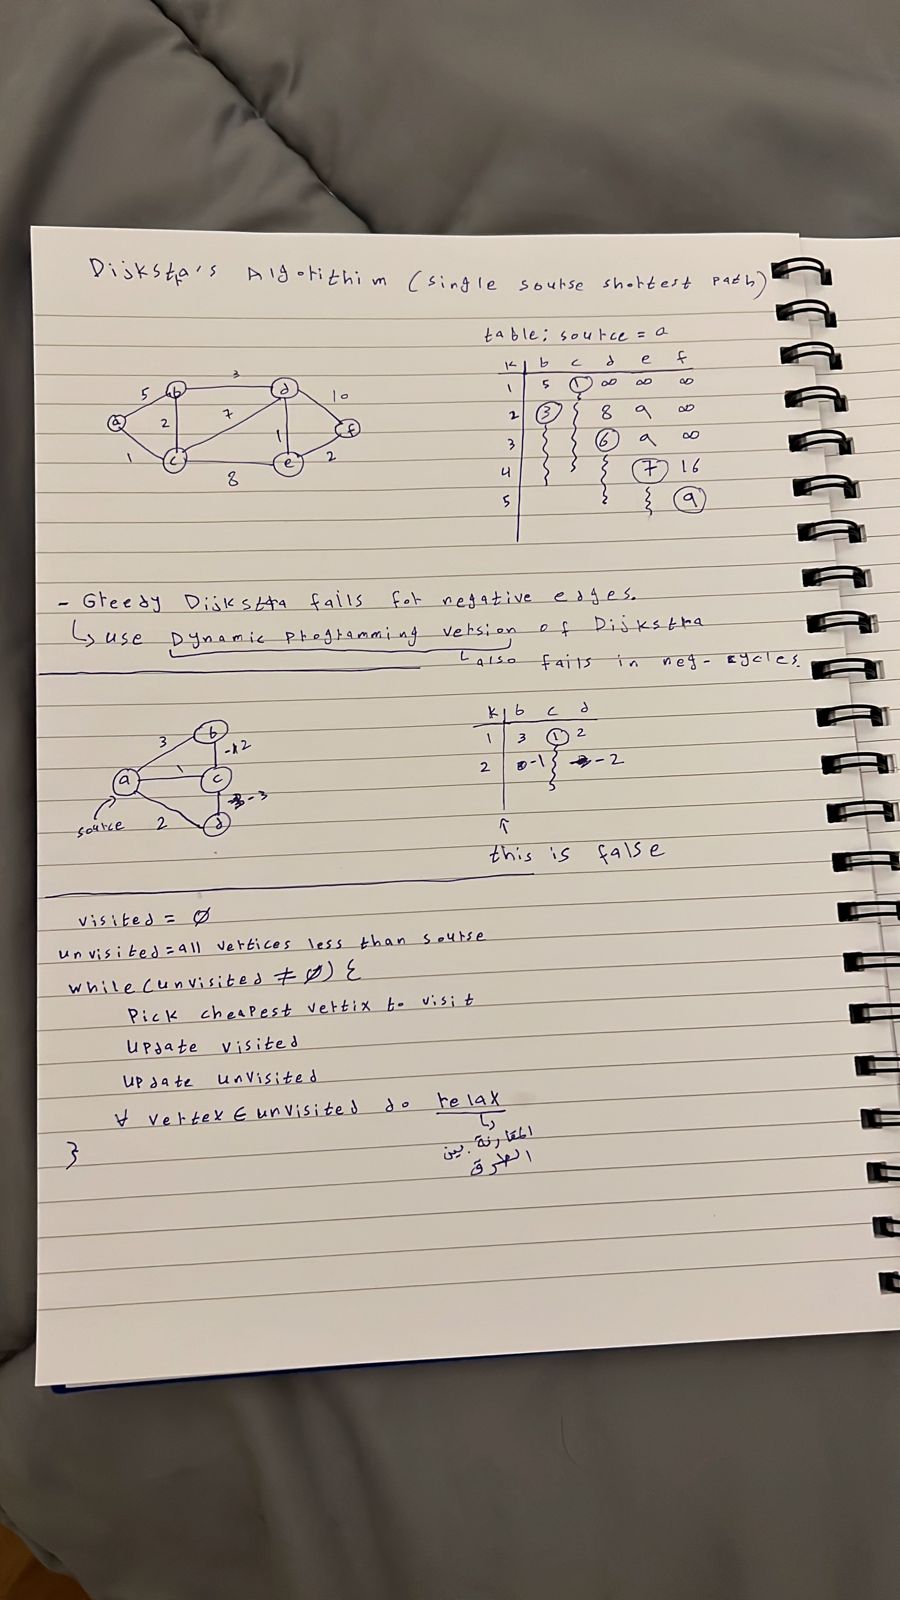 Dijkstra's Algorithim (single sourse shortest path)
table: source = a
K b c d e f
1 5 1 ∞ ∞ ∞
2 3 8 9 ∞
3 6 9 ∞
4 7 16
5 9
5 b 3 d 10
a 2 7 1 f
1 c 8 e 2
- Greedy Dijkstra fails for negative edges.
↳ use Dynamic programming version of Dijkstra
↳ also fails in neg- cycles.
3 b -2
a 1 c -3
source 2 d
K b c d
1 3 1 2
2 -1 -2
↑
this is false
visited = ∅
unvisited = all vertices less than sourse
while (unvisited ≠ ∅) {
Pick cheapest vertix to visit
update visited
update unvisited
∀ vertex ∈ unvisited do relax
↳
المقارنة بين
الطرق
}